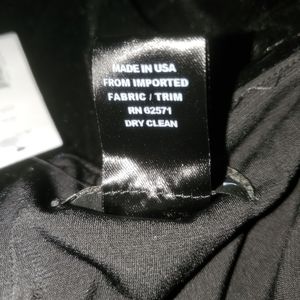 MADE IN USA
FROM IMPORTED
FABRIC / TRIM
RN 62571
DRY CLEAN